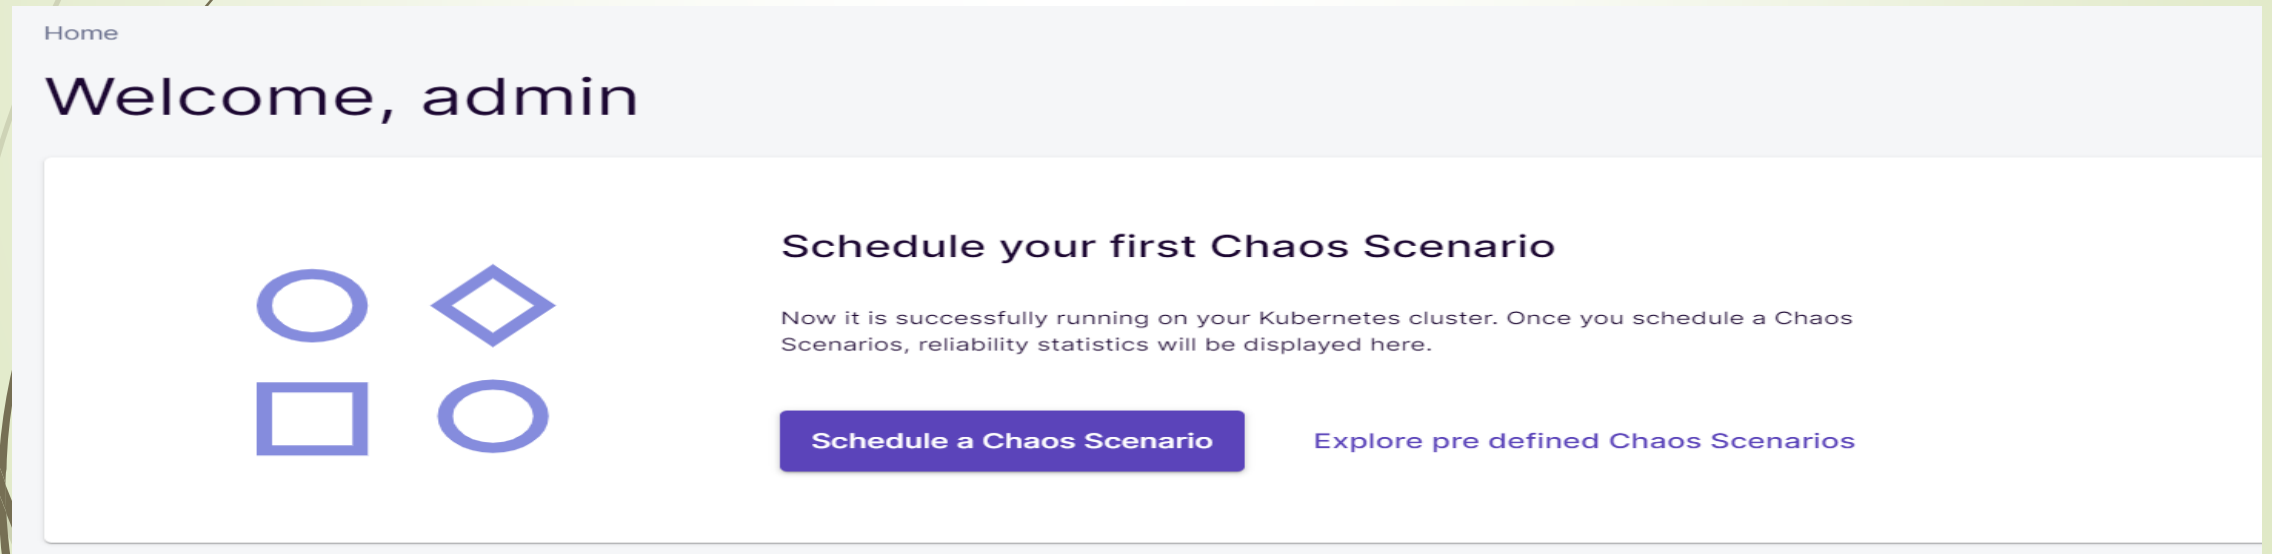 Home
Welcome, admin
Schedule your first Chaos Scenario
Now it is successfully running on your Kubernetes cluster. Once you schedule a Chaos
Scenarios, reliability statistics will be displayed here.
Schedule a Chaos Scenario
Explore pre defined Chaos Scenarios